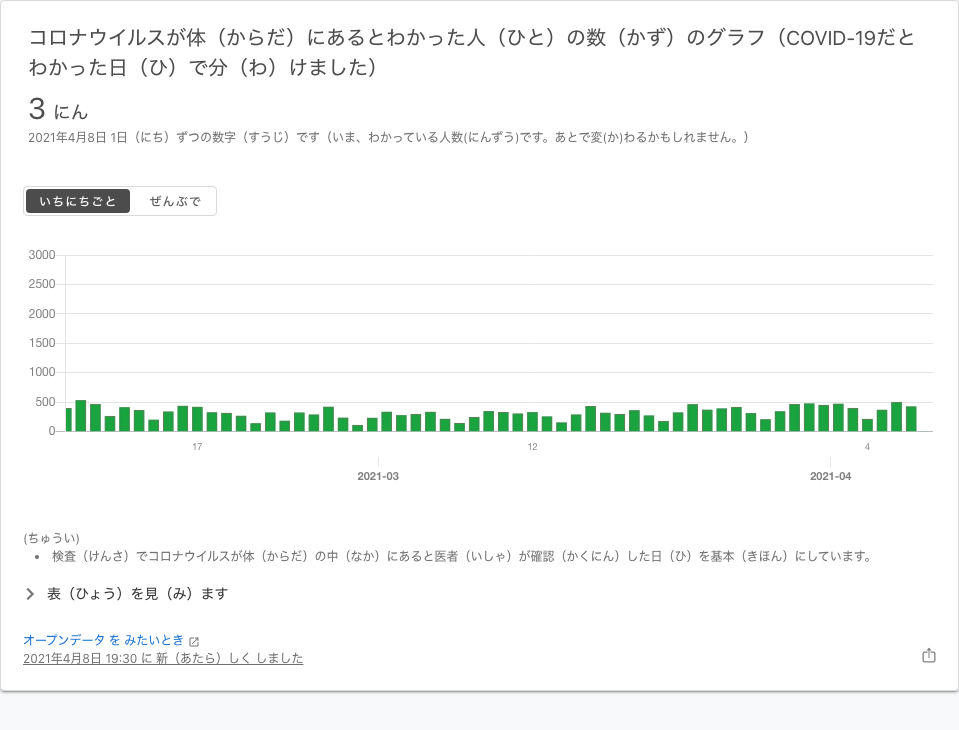 コロナウイルスが体（からだ）にあるとわかった人（ひと）の数（かず）のグラフ（COVID-19だと
わかった日（ひ）で分（わ）けました）
3 にん
2021年4月8日 1日（にち）ずつの数字（すうじ）です（いま、わかっている人数(にんずう)です。あとで変(か)わるかもしれません。）
いちにちごと ぜんぶで
3000
2500
2000
1500
1000
500
0
17 12 4
2021-03 2021-04
(ちゅうい)
• 検査（けんさ）でコロナウイルスが体（からだ）の中（なか）にあると医者（いしゃ）が確認（かくにん）した日（ひ）を基本（きほん）にしています。
表（ひょう）を見（み）ます
オープンデータ を みたいとき
2021年4月8日 19:30 に 新（あたら）しく しました